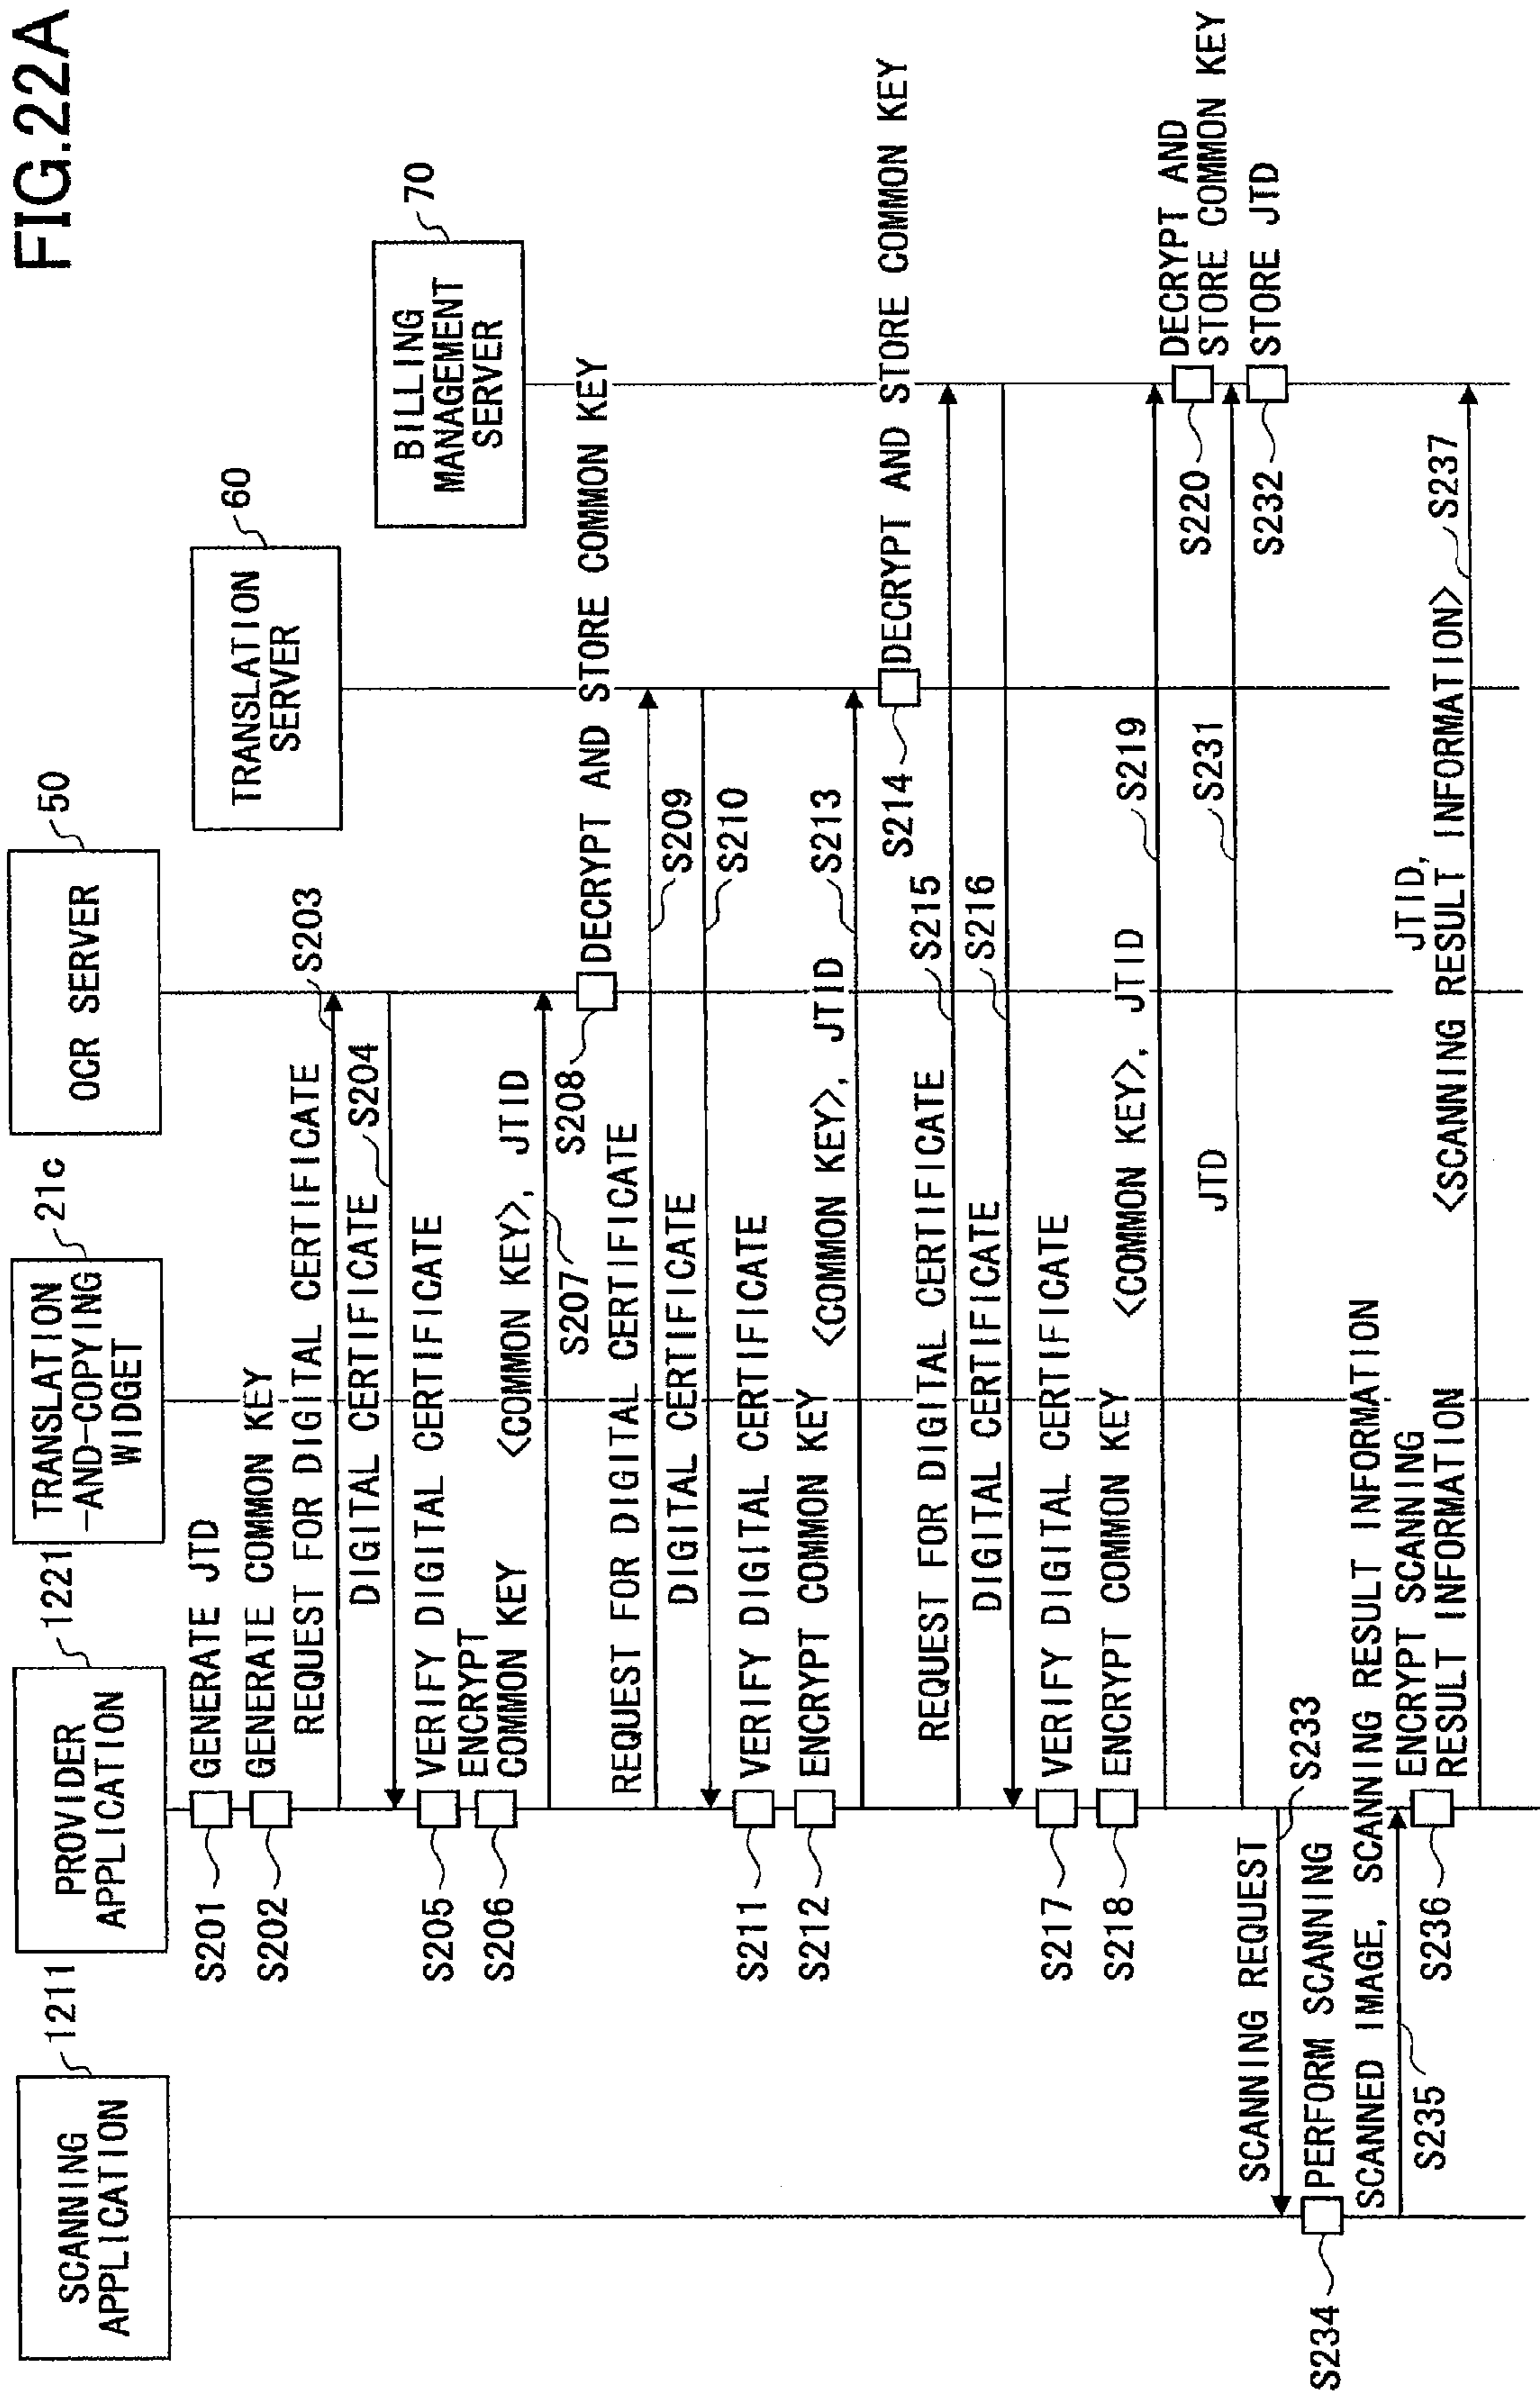 FIG.22A
SCANNING
APPLICATION
1211
PROVIDER
APPLICATION
1221
TRANSLATION
-AND-COPYING
WIDGET
21c
OCR SERVER
50
TRANSLATION
SERVER
60
BILLING
MANAGEMENT
SERVER
70
S201
GENERATE JTD
S202
GENERATE COMMON KEY
REQUEST FOR DIGITAL CERTIFICATE
S203
DIGITAL CERTIFICATE
S204
S205
VERIFY DIGITAL CERTIFICATE
S206
ENCRYPT
COMMON KEY
<COMMON KEY>, JTID
S207
S208
DECRYPT AND STORE COMMON KEY
REQUEST FOR DIGITAL CERTIFICATE
S209
DIGITAL CERTIFICATE
S210
S211
VERIFY DIGITAL CERTIFICATE
S212
ENCRYPT COMMON KEY
<COMMON KEY>, JTID
S213
S214
DECRYPT AND STORE COMMON KEY
REQUEST FOR DIGITAL CERTIFICATE
S215
DIGITAL CERTIFICATE
S216
S217
VERIFY DIGITAL CERTIFICATE
S218
ENCRYPT COMMON KEY
<COMMON KEY>, JTID
S219
S220
DECRYPT AND
STORE COMMON KEY
JTD
S231
S232
STORE JTD
SCANNING REQUEST
S233
S234
PERFORM SCANNING
SCANNED IMAGE, SCANNING RESULT INFORMATION
S235
S236
ENCRYPT SCANNING
RESULT INFORMATION
JTID,
<SCANNING RESULT INFORMATION>
S237